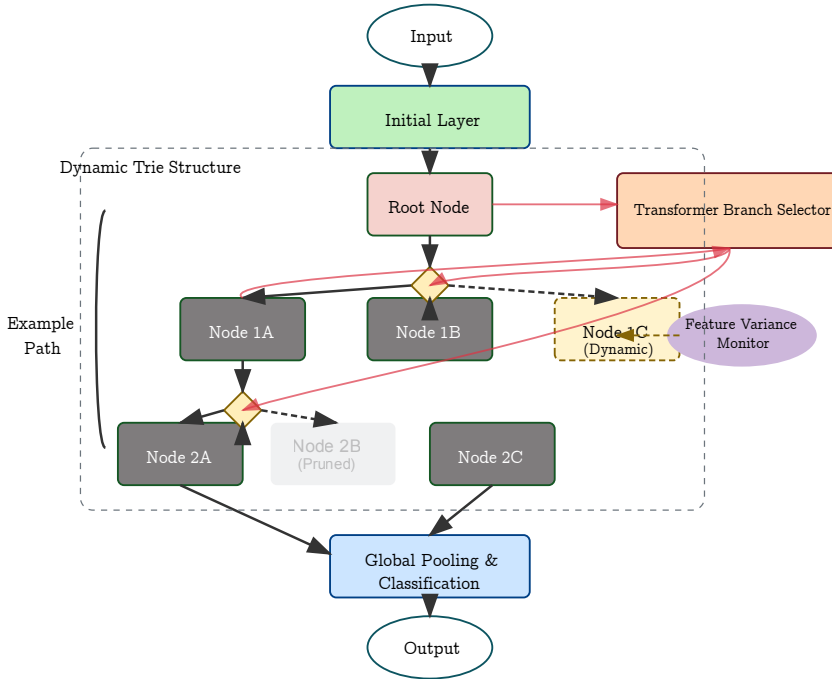 Input
Initial Layer
Dynamic Trie Structure
Root Node
Transformer Branch Selector
Example
Path
Node 1A
Node 1B
Node 1C
(Dynamic)
Feature Variance
Monitor
Node 2A
Node 2B
(Pruned)
Node 2C
Global Pooling &
Classification
Output